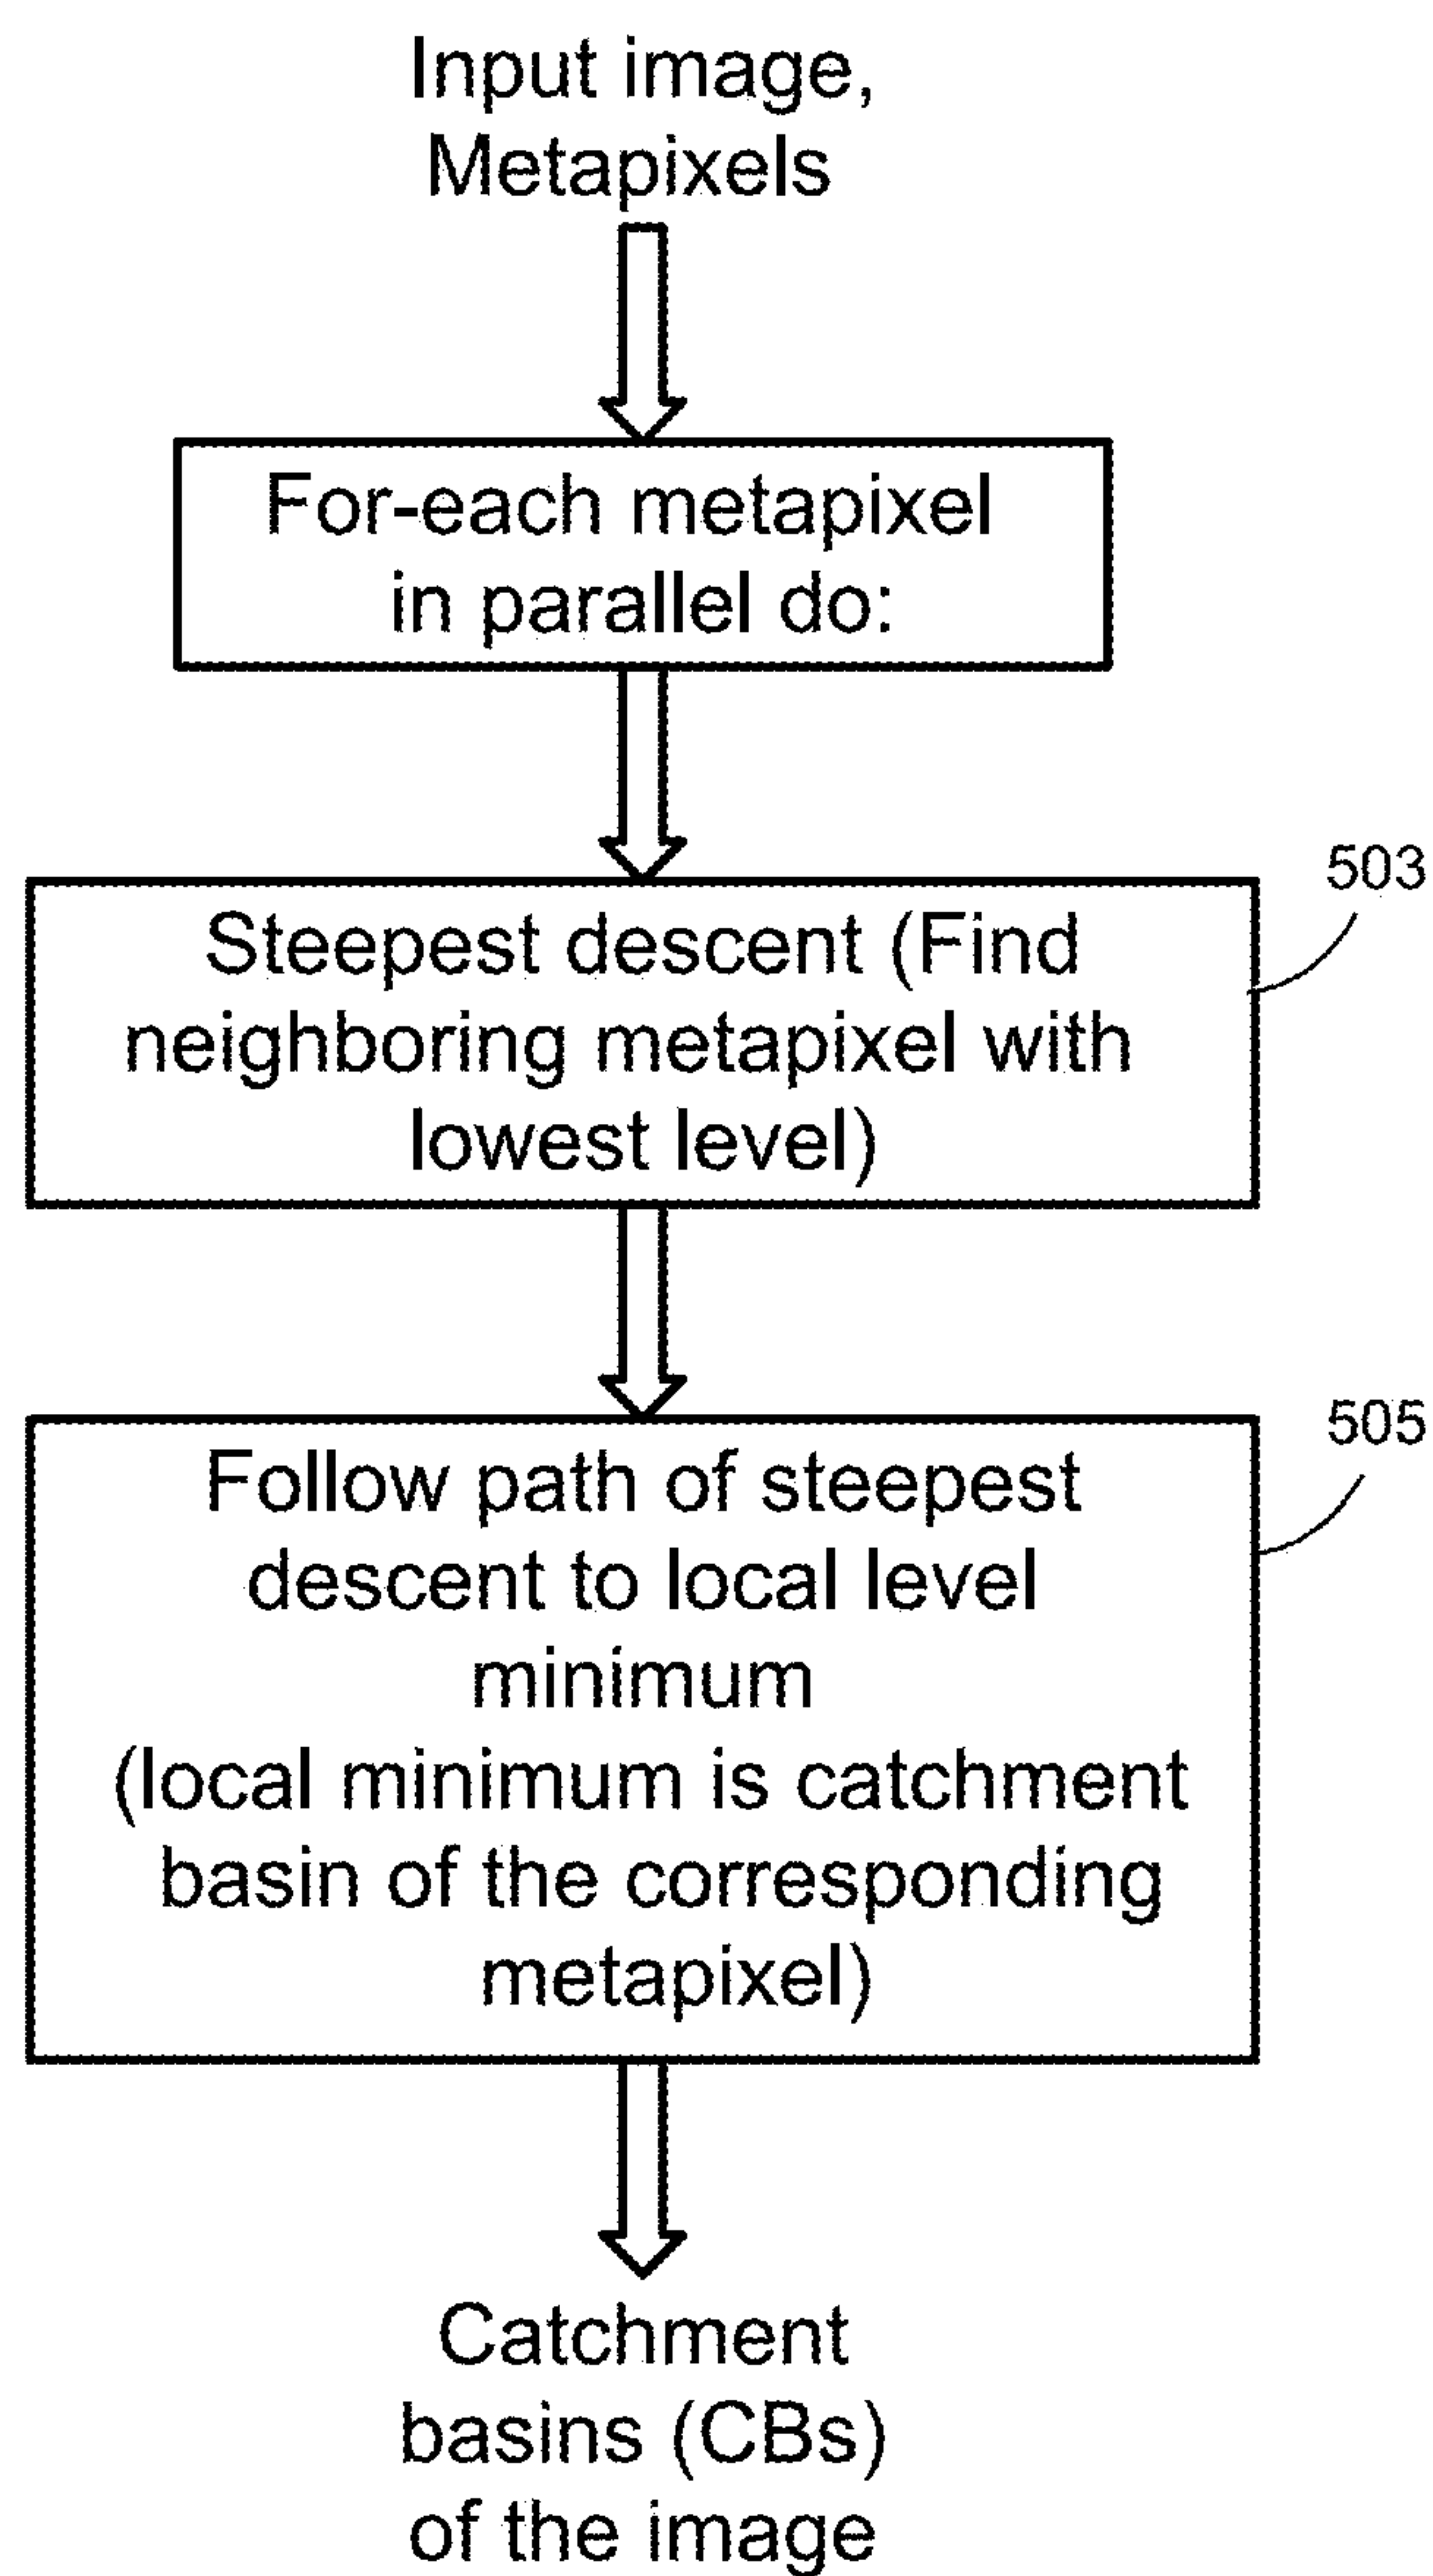 Input image,
Metapixels
For-each metapixel
in parallel do:
503
Steepest descent (Find
neighboring metapixel with
lowest level)
505
Follow path of steepest
descent to local level
minimum
(local minimum is catchment
basin of the corresponding
metapixel)
Catchment
basins (CBs)
of the image